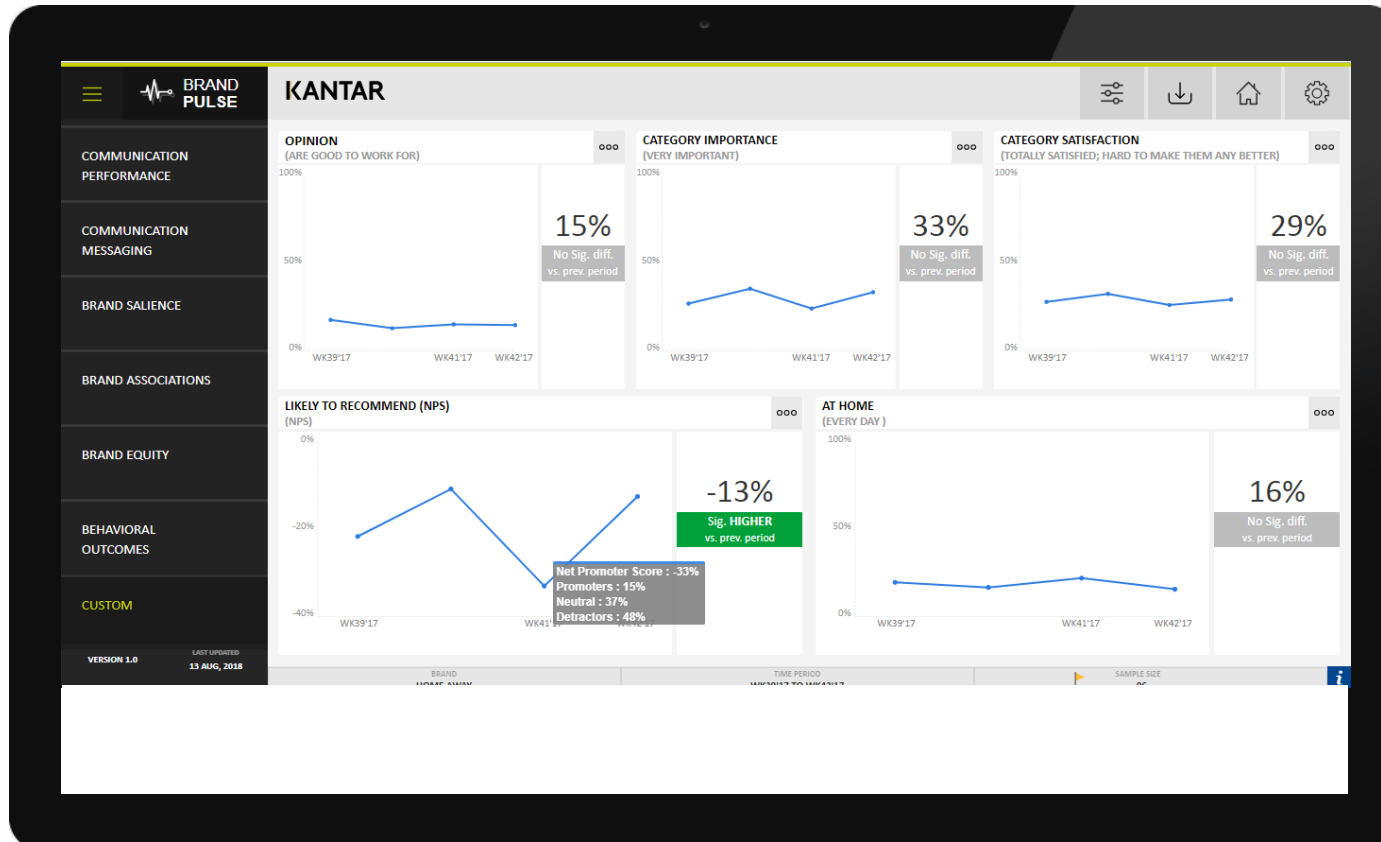 BRAND
PULSE
KANTAR
COMMUNICATION
PERFORMANCE
COMMUNICATION
MESSAGING
BRAND SALIENCE
BRAND ASSOCIATIONS
BRAND EQUITY
BEHAVIORAL
OUTCOMES
CUSTOM
VERSION 1.0
LAST UPDATED
13 AUG, 2018
OPINION
(ARE GOOD TO WORK FOR)
100%
50%
0%
WK39'17 WK41'17 WK42'17
15%
No Sig. diff.
vs. prev. period
CATEGORY IMPORTANCE
(VERY IMPORTANT)
100%
50%
0%
WK39'17 WK41'17 WK42'17
33%
No Sig. diff.
vs. prev. period
CATEGORY SATISFACTION
(TOTALLY SATISFIED; HARD TO MAKE THEM ANY BETTER)
100%
50%
0%
WK39'17 WK41'17 WK42'17
29%
No Sig. diff.
vs. prev. period
LIKELY TO RECOMMEND (NPS)
(NPS)
0%
-20%
-40%
WK39'17
Net Promoter Score : -33%
Promoters : 15%
Neutral : 37%
Detractors : 48%
-13%
Sig. HIGHER
vs. prev. period
AT HOME
(EVERY DAY )
100%
50%
0%
WK39'17 WK41'17 WK42'17
16%
No Sig. diff.
vs. prev. period
BRAND
HOME AWAY
TIME PERIOD
WK39'17 TO WK42'17
SAMPLE SIZE
i